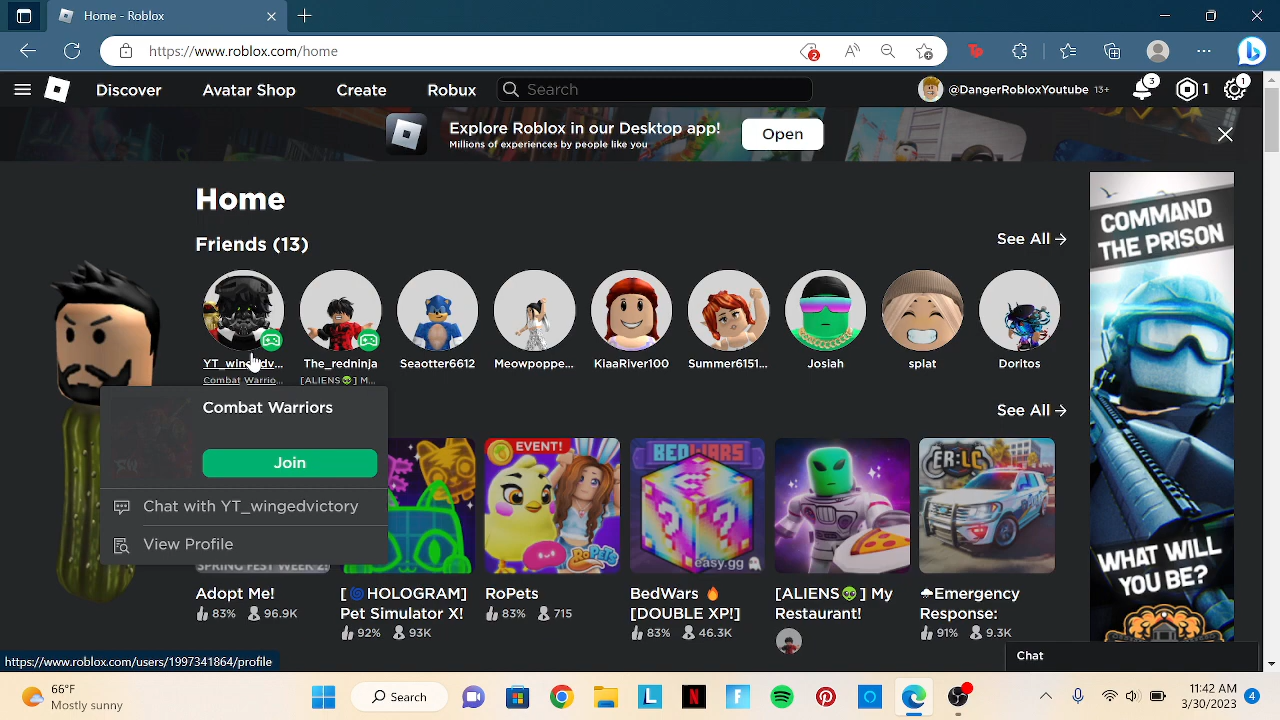 Home - Roblox
https://www.roblox.com/home
2
Discover
Avatar Shop
Create
Robux
Search
@DangerRobloxYoutube 13+
3
1
1
Explore Roblox in our Desktop app!
Millions of experiences by people like you
Open
Home
Friends (13)
See All →
YT_wingedv...
The_redninja
Seaotter6612
Meowpoppe...
KiaaRiver100
Summer6151...
Josiah
splat
Doritos
Combat Warrio...
[ALIENS👽] M...
Combat Warriors
Join
Chat with YT_wingedvictory
View Profile
See All →
EVENT!
ROPETS
BEDWARS
easy.gg
ER:LC
SPRING FEST WEEK 2!
Adopt Me!
83% 96.9K
[🌀HOLOGRAM]
Pet Simulator X!
92% 93K
RoPets
83% 715
BedWars 🔥
[DOUBLE XP!]
83% 46.3K
[ALIENS👽] My
Restaurant!
🌧Emergency
Response:
91% 9.3K
COMMAND
THE PRISON
WHAT WILL
YOU BE?
Chat
https://www.roblox.com/users/1997341864/profile
66°F
Mostly sunny
Search
L
N
F
11:42 AM
3/30/2023
4